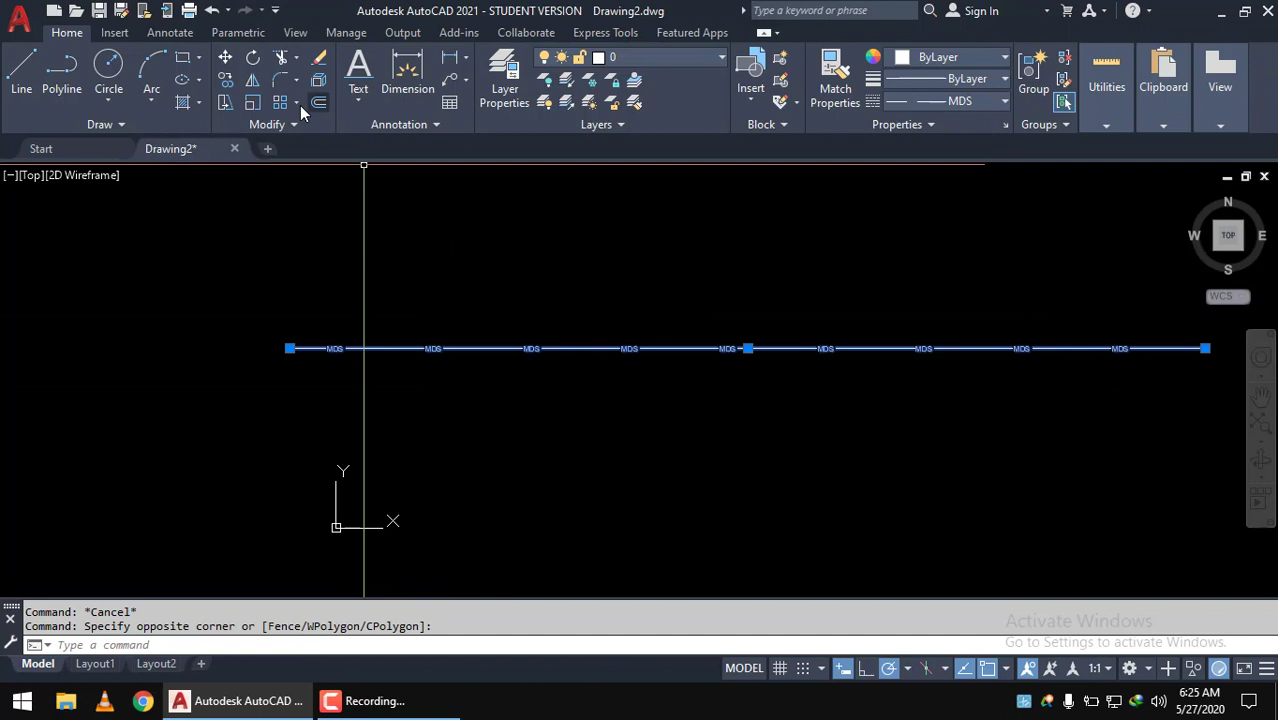 Autodesk AutoCAD 2021 - STUDENT VERSION Drawing2.dwg
Type a keyword or phrase
Sign In
Home Insert Annotate Parametric View Manage Output Add-ins Collaborate Express Tools Featured Apps
Line Polyline Circle Arc
Text Dimension
Layer Properties
0
Insert
Match Properties
ByLayer
ByLayer
MDS
Group
Utilities
Clipboard
View
Draw Modify Annotation Layers Block Properties Groups
Start Drawing2*
[−][Top][2D Wireframe]
N
W TOP E
S
WCS
MDS MDS MDS MDS MDS MDS MDS MDS MDS
Y
X
Command: *Cancel*
Command: Specify opposite corner or [Fence/WPolygon/CPolygon]:
Type a command
Activate Windows
Go to Settings to activate Windows.
Model Layout1 Layout2
MODEL
1:1
Autodesk AutoCAD ...
Recording...
6:25 AM
5/27/2020